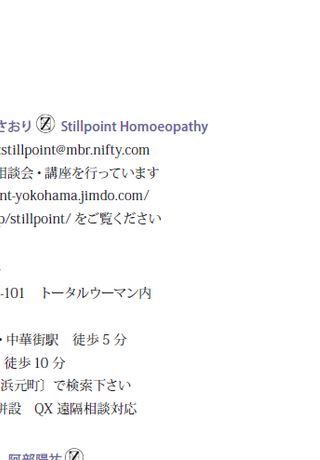 さおり Ⓩ Stillpoint Homoeopathy
stillpoint@mbr.nifty.com
相談会・講座を行っています
nt-yokohama.jimdo.com/
p/stillpoint/ をご覧ください
-101　トータルウーマン内
・中華街駅　徒歩 5 分
徒歩 10 分
浜元町〕で検索下さい
併設　QX 遠隔相談対応
阿部陽祐 Ⓩ